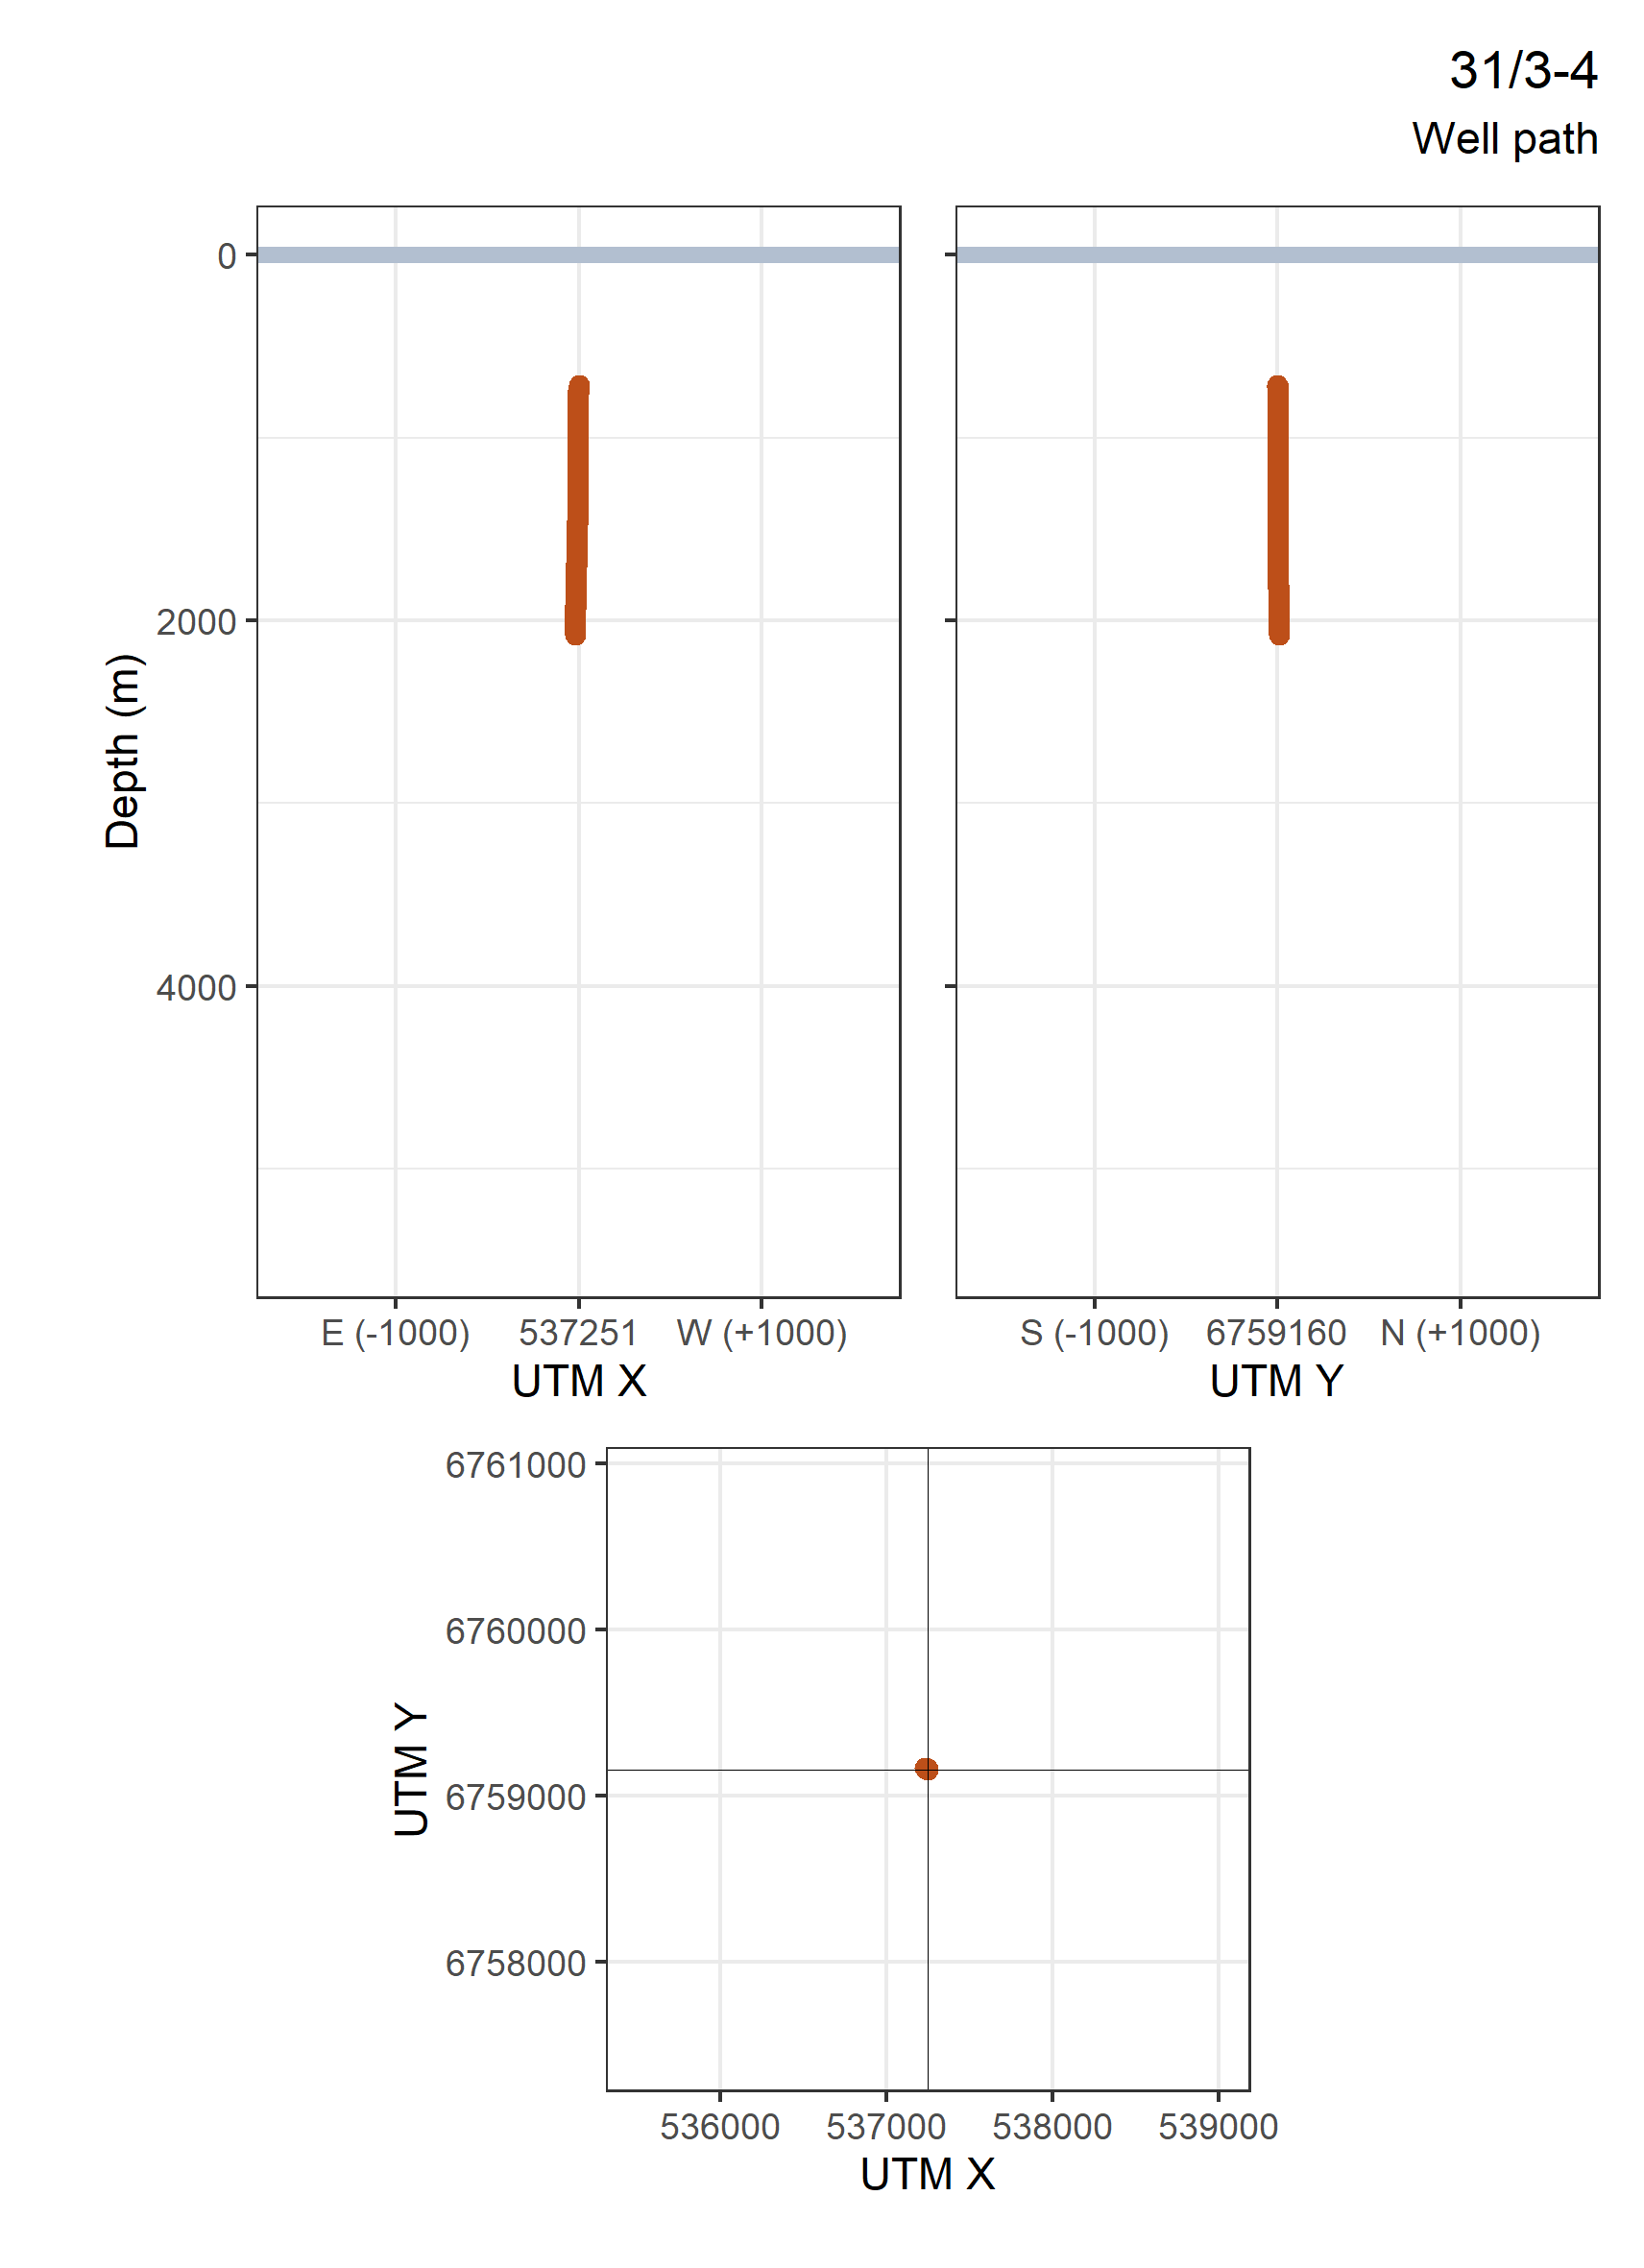 31/3-4
Well path
0
2000
4000
Depth (m)
E (-1000) 537251 W (+1000)
UTM X
S (-1000) 6759160 N (+1000)
UTM Y
6761000
6760000
6759000
6758000
UTM Y
536000 537000 538000 539000
UTM X